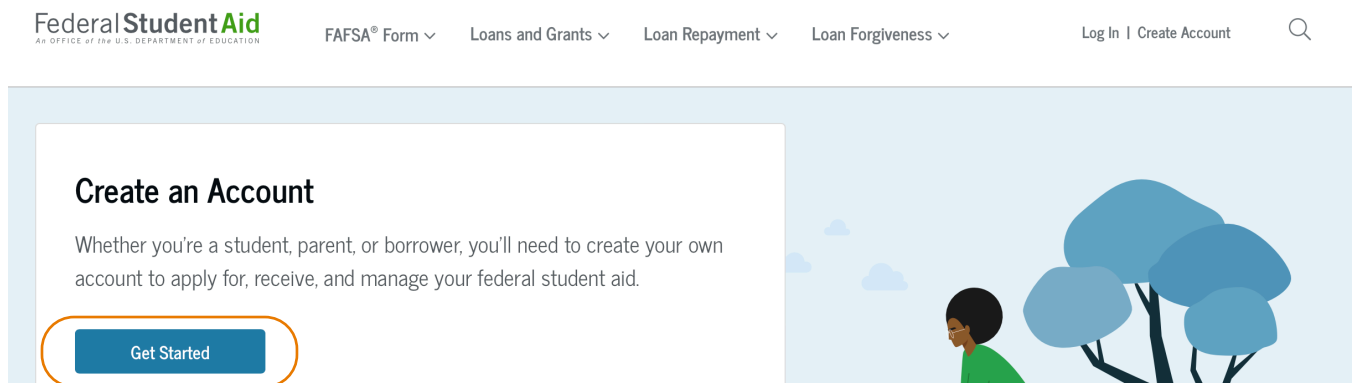 Federal Student Aid
An OFFICE of the U.S. DEPARTMENT of EDUCATION
FAFSA® Form
Loans and Grants
Loan Repayment
Loan Forgiveness
Log In | Create Account
Create an Account
Whether you're a student, parent, or borrower, you'll need to create your own
account to apply for, receive, and manage your federal student aid.
Get Started